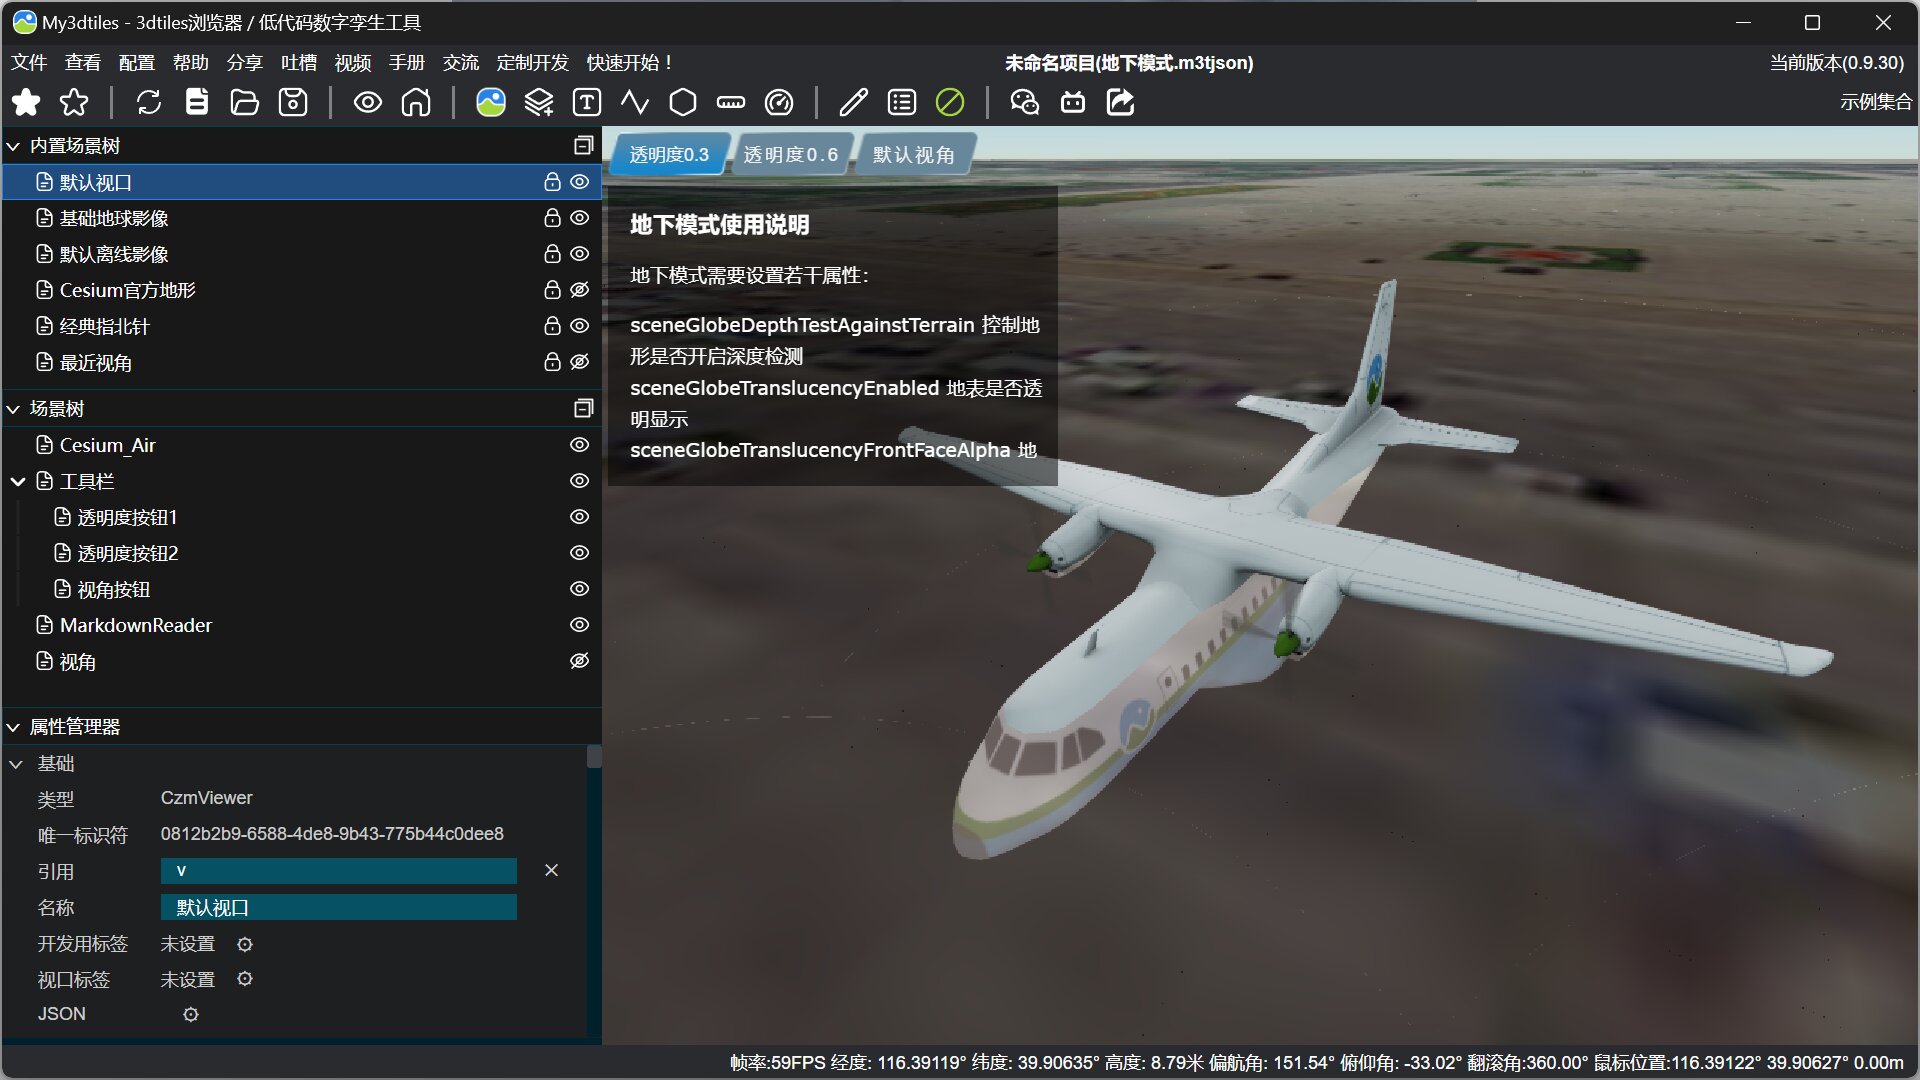 My3dtiles - 3dtiles浏览器 / 低代码数字孪生工具
文件 查看 配置 帮助 分享 吐槽 视频 手册 交流 定制开发 快速开始！ 未命名项目(地下模式.m3tjson) 当前版本(0.9.30)
示例集合
内置场景树
默认视口
基础地球影像
默认离线影像
Cesium官方地形
经典指北针
最近视角
场景树
Cesium_Air
工具栏
透明度按钮1
透明度按钮2
视角按钮
MarkdownReader
视角
属性管理器
基础
类型 CzmViewer
唯一标识符 0812b2b9-6588-4de8-9b43-775b44c0dee8
引用 v
名称 默认视口
开发用标签 未设置
视口标签 未设置
JSON
透明度0.3 透明度0.6 默认视角
地下模式使用说明
地下模式需要设置若干属：性
sceneGlobeDepthTestAgainstTerrain 控制地
形是否开启深度检测
sceneGlobeTranslucencyEnabled 地表是否透
明显示
sceneGlobeTranslucencyFrontFaceAlpha 地
帧率:59FPS 经度: 116.39119° 纬度: 39.90635° 高度: 8.79米 偏航角: 151.54° 俯仰角: -33.02° 翻滚角:360.00° 鼠标位置:116.39122° 39.90627° 0.00m